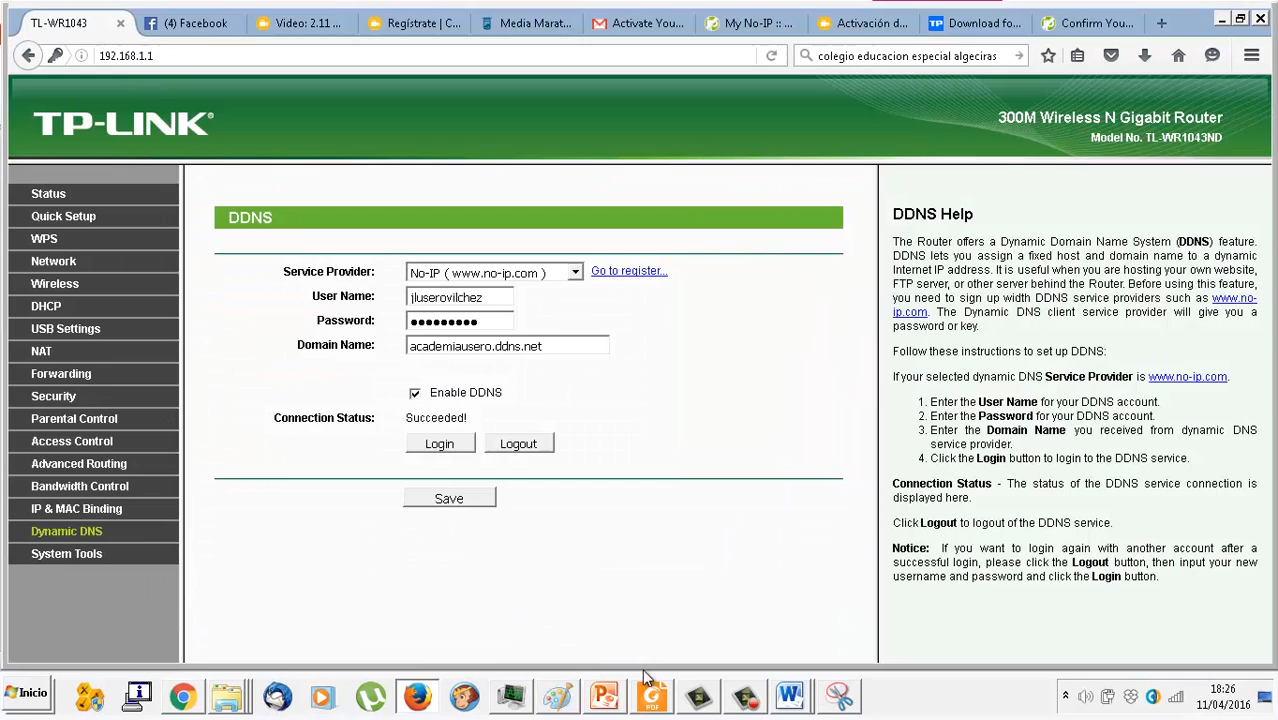 TL-WR1043
(4) Facebook
Video: 2.11 ...
Regístrate | C...
Media Marat...
Activate You...
My No-IP :: ...
Activación d...
Download fo...
Confirm You...
192.168.1.1
colegio educacion especial algeciras
TP-LINK®
300M Wireless N Gigabit Router
Model No. TL-WR1043ND
Status
Quick Setup
WPS
Network
Wireless
DHCP
USB Settings
NAT
Forwarding
Security
Parental Control
Access Control
Advanced Routing
Bandwidth Control
IP & MAC Binding
Dynamic DNS
System Tools
DDNS
Service Provider: No-IP ( www.no-ip.com ) Go to register...
User Name: jluserovilchez
Password: •••••••••
Domain Name: academiausero.ddns.net
Enable DDNS
Connection Status: Succeeded!
Login Logout
Save
DDNS Help
The Router offers a Dynamic Domain Name System (DDNS) feature.
DDNS lets you assign a fixed host and domain name to a dynamic
Internet IP address. It is useful when you are hosting your own website,
FTP server, or other server behind the Router. Before using this feature,
you need to sign up width DDNS service providers such as www.no-
ip.com. The Dynamic DNS client service provider will give you a
password or key.
Follow these instructions to set up DDNS:
If your selected dynamic DNS Service Provider is www.no-ip.com.
1. Enter the User Name for your DDNS account.
2. Enter the Password for your DDNS account.
3. Enter the Domain Name you received from dynamic DNS
service provider.
4. Click the Login button to login to the DDNS service.
Connection Status - The status of the DDNS service connection is
displayed here.
Click Logout to logout of the DDNS service.
Notice: If you want to login again with another account after a
successful login, please click the Logout button, then input your new
username and password and click the Login button.
Inicio
PDF
18:26
11/04/2016